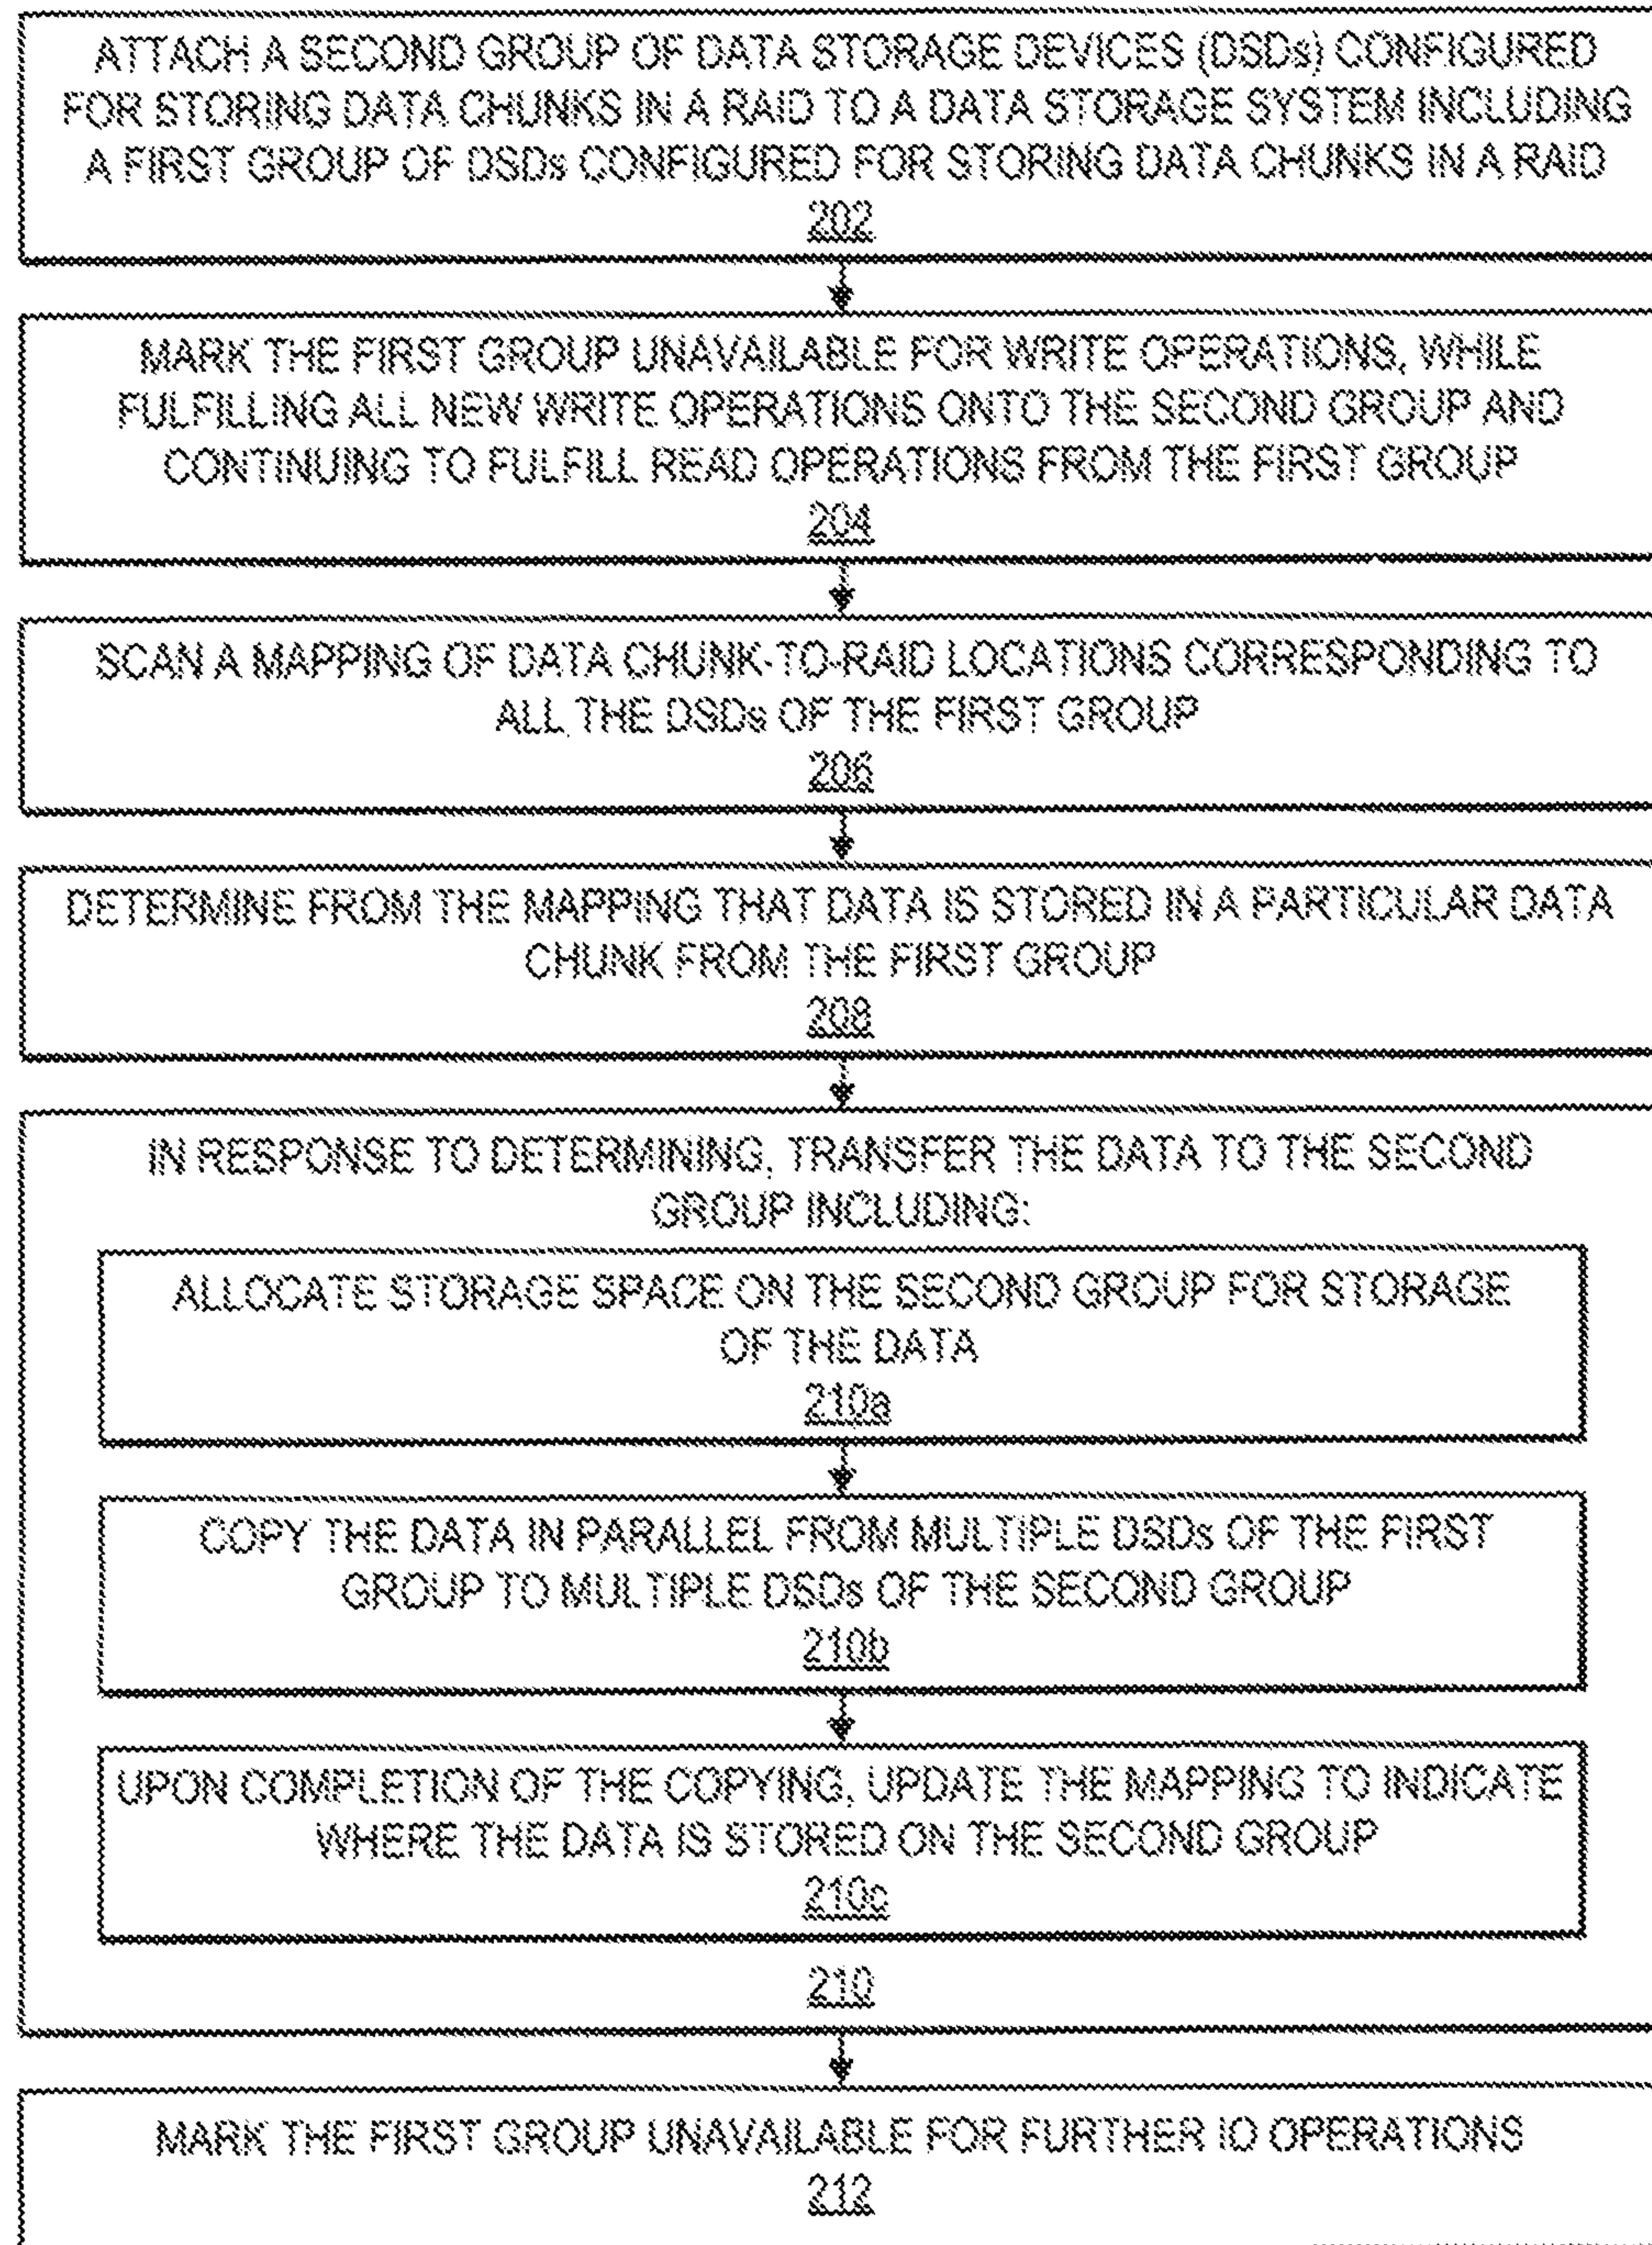 ATTACH A SECOND GROUP OF DATA STORAGE DEVICES (DSDs) CONFIGURED
FOR STORING DATA CHUNKS IN A RAID TO A DATA STORAGE SYSTEM INCLUDING
A FIRST GROUP OF DSDs CONFIGURED FOR STORING DATA CHUNKS IN A RAID
202
MARK THE FIRST GROUP UNAVAILABLE FOR WRITE OPERATIONS, WHILE
FULFILLING ALL NEW WRITE OPERATIONS ONTO THE SECOND GROUP AND
CONTINUING TO FULFILL READ OPERATIONS FROM THE FIRST GROUP
204
SCAN A MAPPING OF DATA CHUNK-TO-RAID LOCATIONS CORRESPONDING TO
ALL THE DSDs OF THE FIRST GROUP
206
DETERMINE FROM THE MAPPING THAT DATA IS STORED IN A PARTICULAR DATA
CHUNK FROM THE FIRST GROUP
208
IN RESPONSE TO DETERMINING, TRANSFER THE DATA TO THE SECOND
GROUP INCLUDING:
ALLOCATE STORAGE SPACE ON THE SECOND GROUP FOR STORAGE
OF THE DATA
210a
COPY THE DATA IN PARALLEL FROM MULTIPLE DSDs OF THE FIRST
GROUP TO MULTIPLE DSDs OF THE SECOND GROUP
210b
UPON COMPLETION OF THE COPYING, UPDATE THE MAPPING TO INDICATE
WHERE THE DATA IS STORED ON THE SECOND GROUP
210c
210
MARK THE FIRST GROUP UNAVAILABLE FOR FURTHER IO OPERATIONS
212